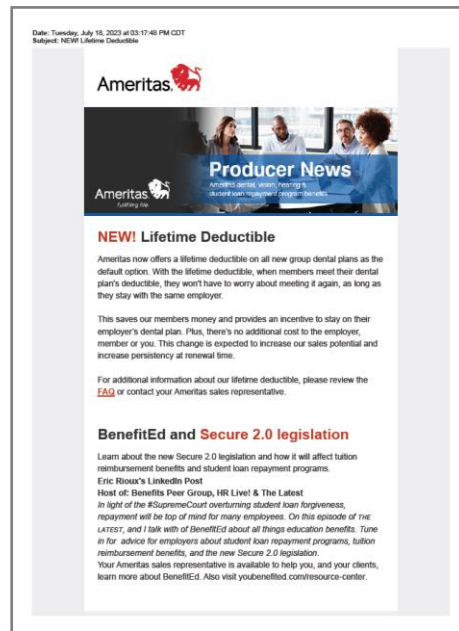 Date: Tuesday, July 18, 2023 at 03:17:48 PM CDT
Subject: NEW! Lifetime Deductible
Ameritas
Producer News
Ameritas dental, vision, hearing &
student loan repayment program benefits
Ameritas
fulfilling life
NEW! Lifetime Deductible
Ameritas now offers a lifetime deductible on all new group dental plans as the
default option. With the lifetime deductible, when members meet their dental
plan's deductible, they won't have to worry about meeting it again, as long as
they stay with the same employer.
This saves our members money and provides an incentive to stay on their
employer's dental plan. Plus, there's no additional cost to the employer,
member or you. This change is expected to increase our sales potential and
increase persistency at renewal time.
For additional information about our lifetime deductible, please review the
FAQ or contact your Ameritas sales representative.
BenefitEd and Secure 2.0 legislation
Learn about the new Secure 2.0 legislation and how it will affect tuition
reimbursement benefits and student loan repayment programs.
Eric Rioux's LinkedIn Post
Host of: Benefits Peer Group, HR Live! & The Latest
In light of the #SupremeCourt overturning student loan forgiveness,
repayment will be top of mind for many employees. On this episode of THE
LATEST, and I talk with of BenefitEd about all things education benefits. Tune
in for advice for employers about student loan repayment programs, tuition
reimbursement benefits, and the new Secure 2.0 legislation.
Your Ameritas sales representative is available to help you, and your clients,
learn more about BenefitEd. Also visit youbenefited.com/resource-center.